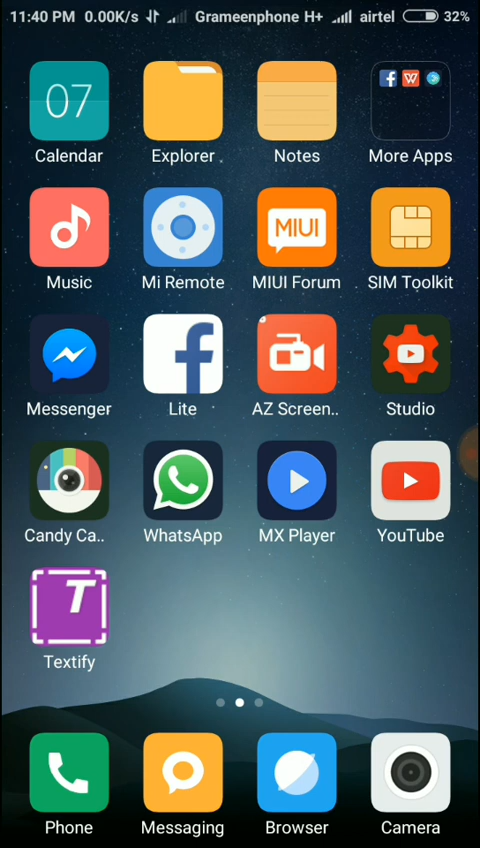 11:40 PM 0.00K/s Grameenphone H+ airtel 32%
07
Calendar Explorer Notes More Apps
MIUI
Music Mi Remote MIUI Forum SIM Toolkit
Messenger Lite AZ Screen.. Studio
Candy Ca.. WhatsApp MX Player YouTube
T
Textify
Phone Messaging Browser Camera